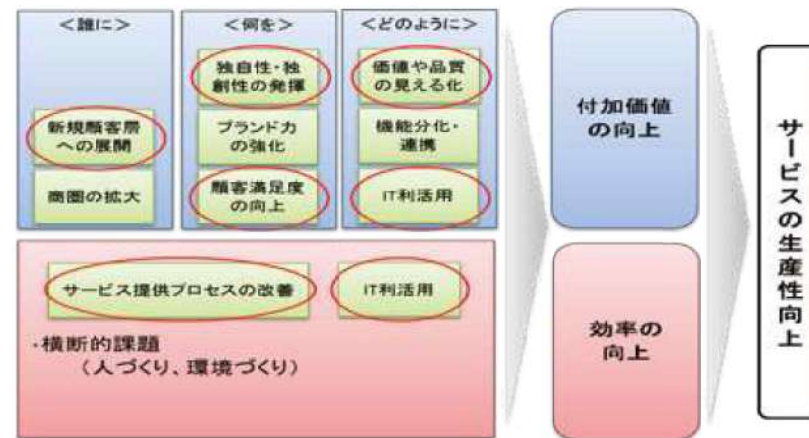 ＜誰に＞
新規顧客層
への展開
商圏の拡大
＜何を＞
独自性・独
創性の発揮
ブランド力
の強化
顧客満足度
の向上
＜どのように＞
価値や品質
の見える化
機能分化・
連携
IT利活用
サービス提供プロセスの改善
IT利活用
・横断的課題
（人づくり、環境づくり）
付加価値
の向上
効率の
向上
サービスの生産性向上